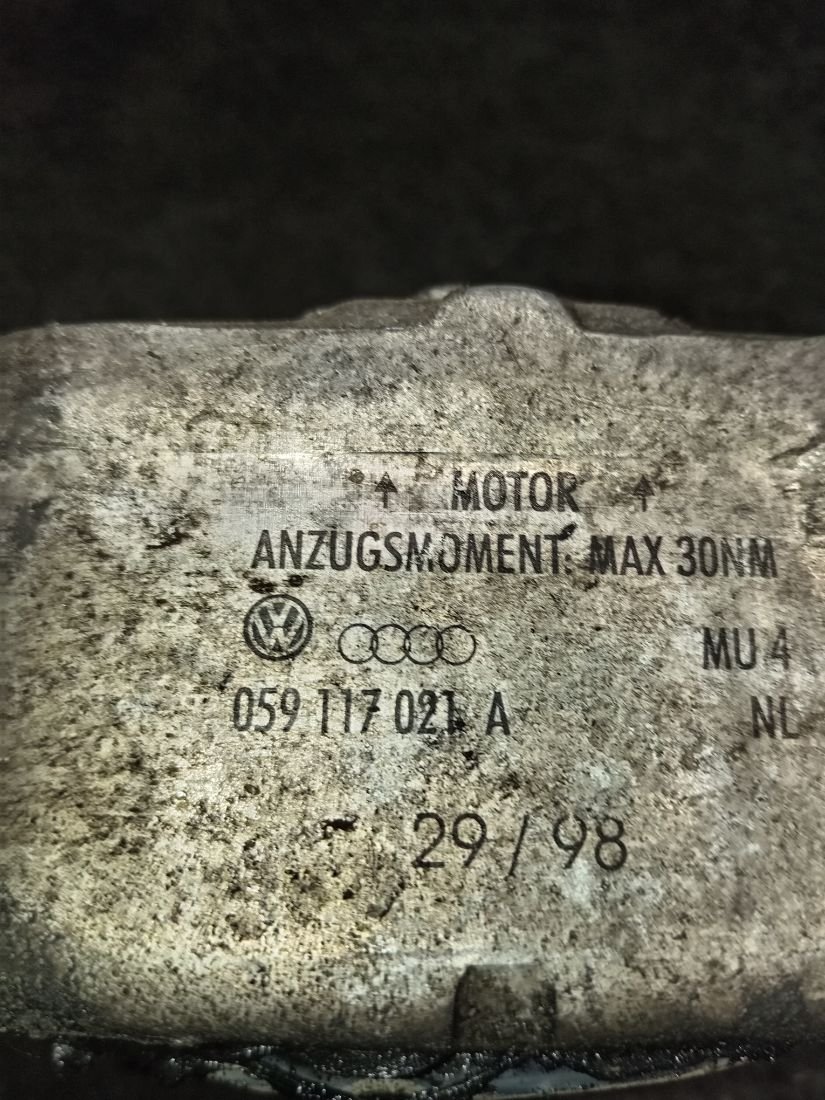 ↑ MOTOR ↑
ANZUGSMOMENT: MAX 30NM
MU 4
059 117 021 A NL
29/98